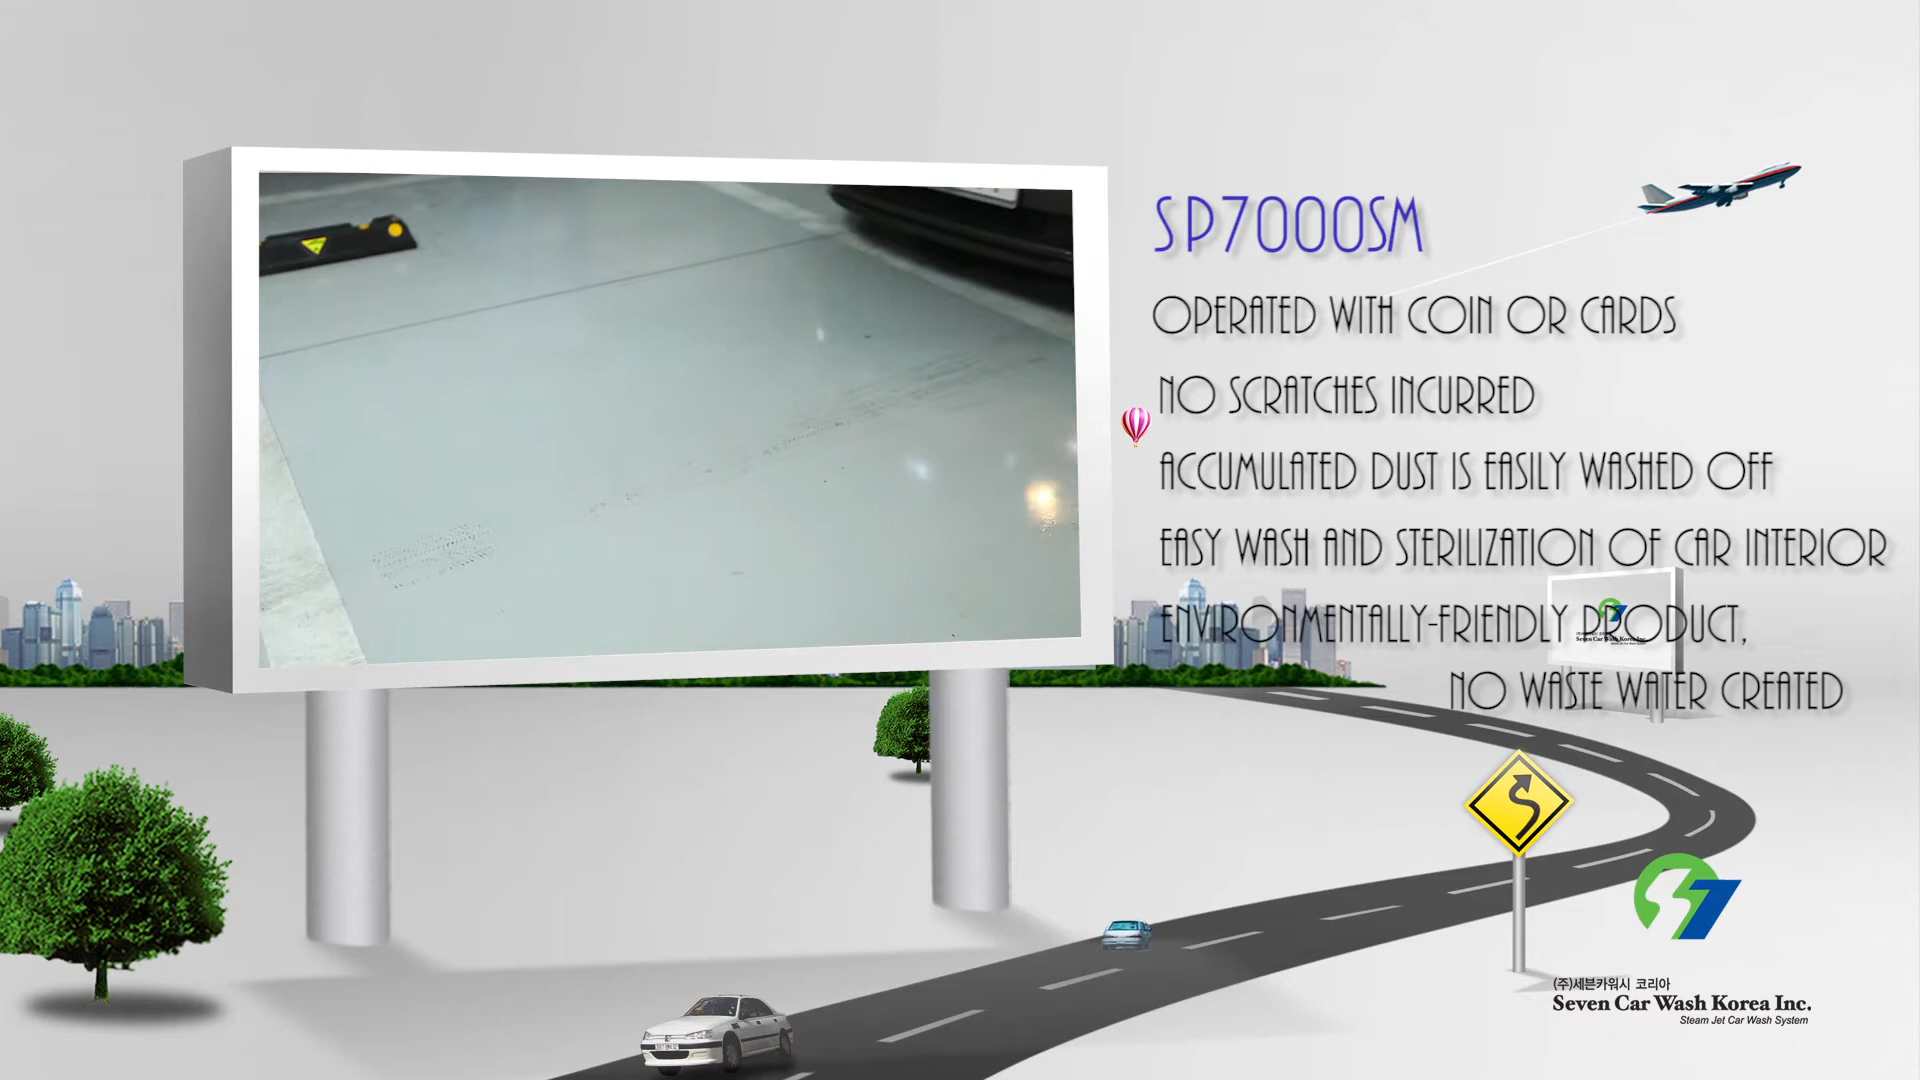 SP7000SM
OPERATED WITH COIN OR CARDS
NO SCRATCHES INCURRED
ACCUMULATED DUST IS EASILY WASHED OFF
EASY WASH AND STERILIZATION OF CAR INTERIOR
ENVIRONMENTALLY-FRIENDLY PRODUCT,
NO WASTE WATER CREATED
(주)세븐카워시 코리아
Seven Car Wash Korea Inc.
Steam Jet Car Wash System